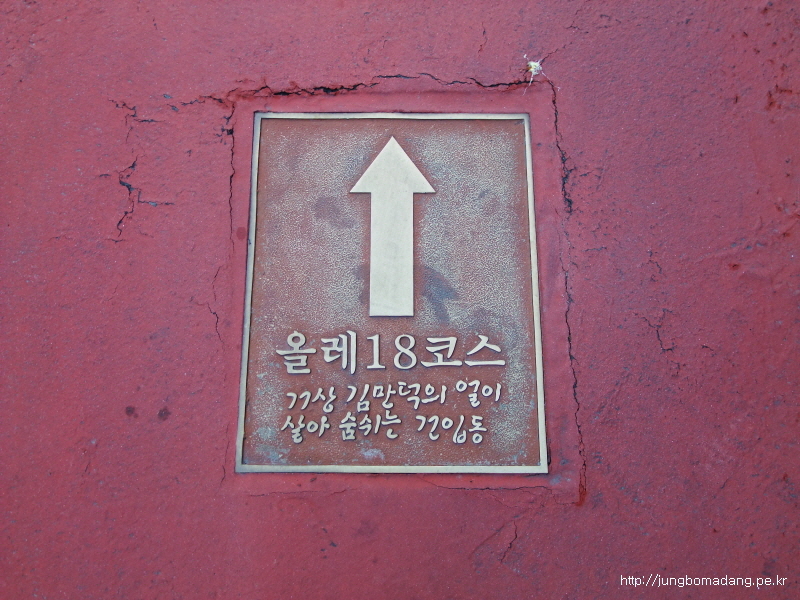 올레18코스
거상 김만덕의 얼이
살아 숨쉬는 건입동
http://jungbomadang.pe.kr